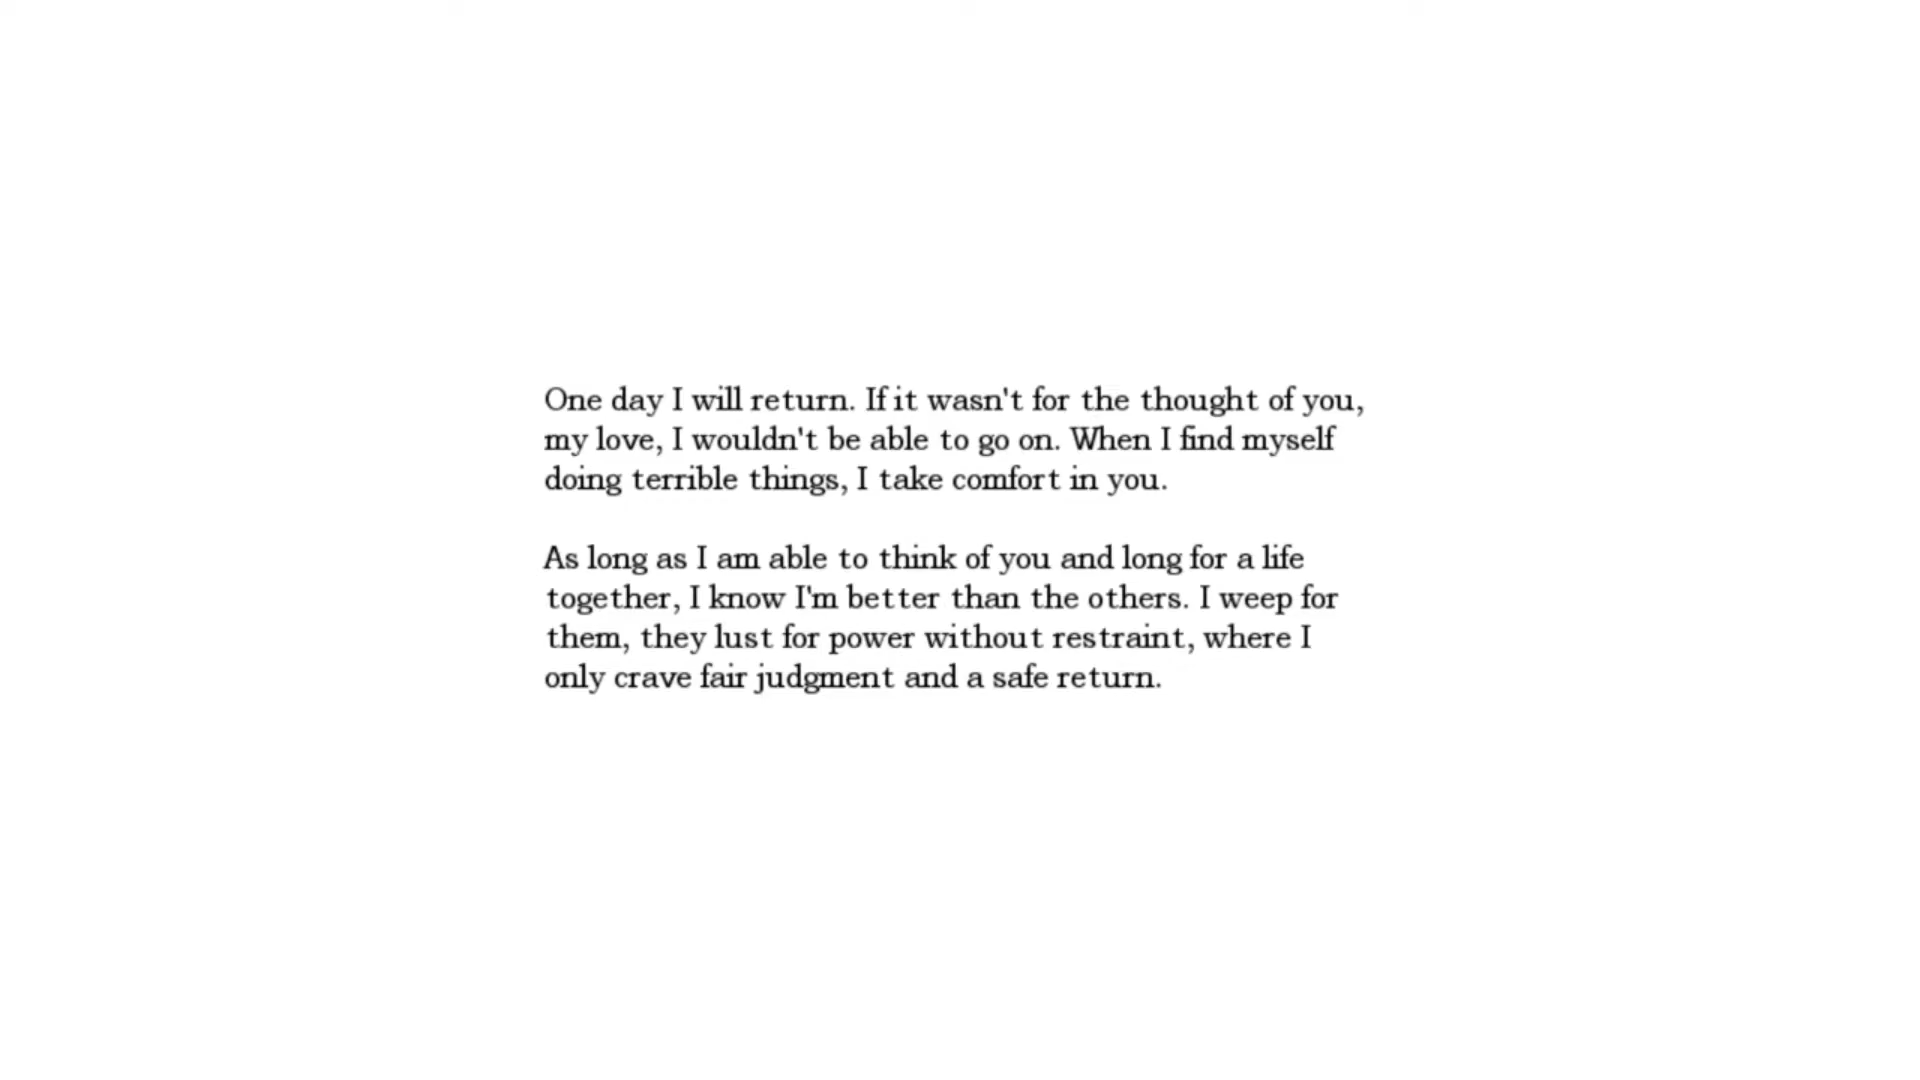 One day I will return. If it wasn't for the thought of you,
my love, I wouldn't be able to go on. When I find myself
doing terrible things, I take comfort in you.
As long as I am able to think of you and long for a life
together, I know I'm better than the others. I weep for
them, they lust for power without restraint, where I
only crave fair judgment and a safe return.